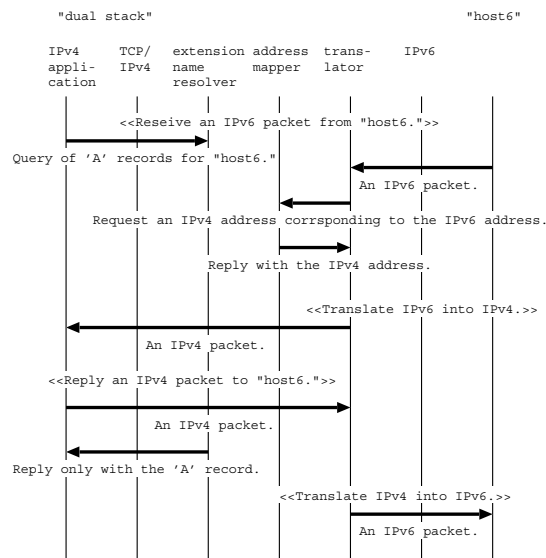 "dual stack" "host6"
IPv4 TCP/ extension address trans- IPv6
appli- IPv4 name mapper lator
cation resolver
<<Reseive an IPv6 packet from "host6.">>
Query of 'A' records for "host6."
An IPv6 packet.
Request an IPv4 address corrsponding to the IPv6 address.
Reply with the IPv4 address.
<<Translate IPv6 into IPv4.>>
An IPv4 packet.
<<Reply an IPv4 packet to "host6.">>
An IPv4 packet.
Reply only with the 'A' record.
<<Translate IPv4 into IPv6.>>
An IPv6 packet.